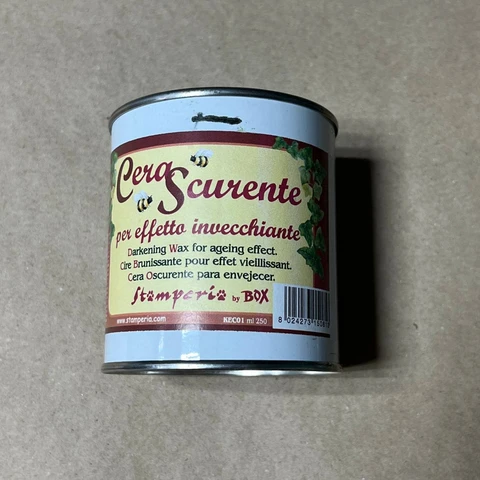 Cera
Scurente
per effetto invecchiante
Darkening Wax for ageing effect.
Cire Brunissante pour effet vieillissant.
Cera Oscurente para envejecer.
Stamperia by BOX
www.stamperia.com
KEC01 ml 250